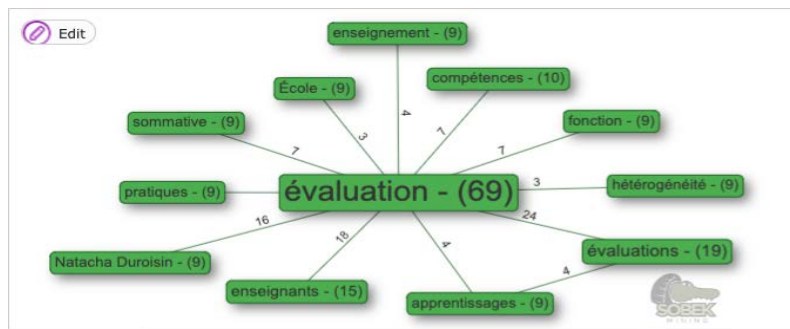 Edit
enseignement - (9)
École - (9)
compétences - (10)
sommative - (9)
fonction - (9)
4
3
7
7
7
évaluation - (69)
pratiques - (9)
3
hétérogénéité - (9)
16
24
18
4
évaluations - (19)
Natacha Duroisin - (9)
4
enseignants - (15)
apprentissages - (9)
SOBEK
MINING